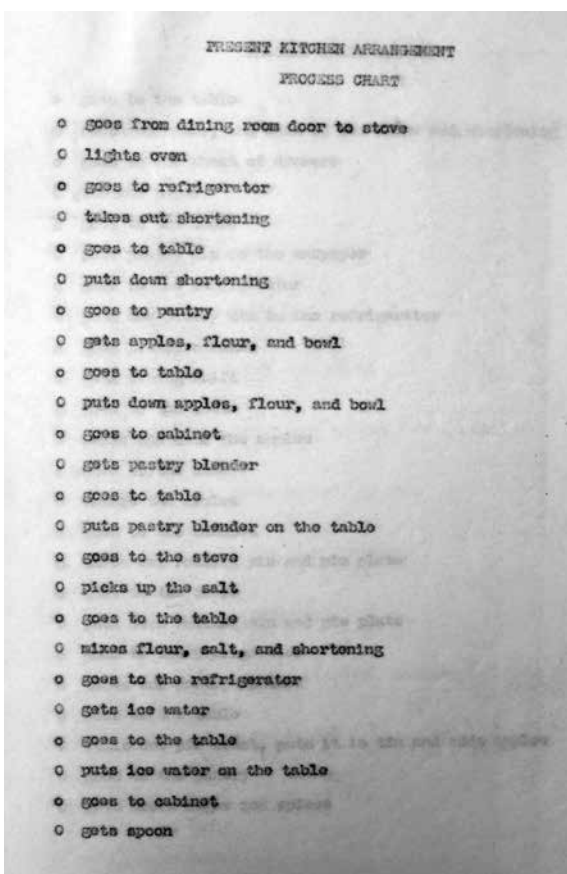 PRESENT KITCHEN ARRANGEMENT
PROCESS CHART
o goes from dining room door to stove
O lights oven
o goes to refrigerator
O takes out shortening
o goes to table
O puts down shortening
o goes to pantry
O gets apples, flour, and bowl
o goes to table
O puts down apples, flour, and bowl
o goes to cabinet
O gets pastry blender
o goes to table
O puts pastry blender on the table
o goes to the stove
O picks up the salt
o goes to the table
O mixes flour, salt, and shortening
o goes to the refrigerator
O gets ice water
o goes to the table
O puts ice water on the table
o goes to cabinet
O gets spoon